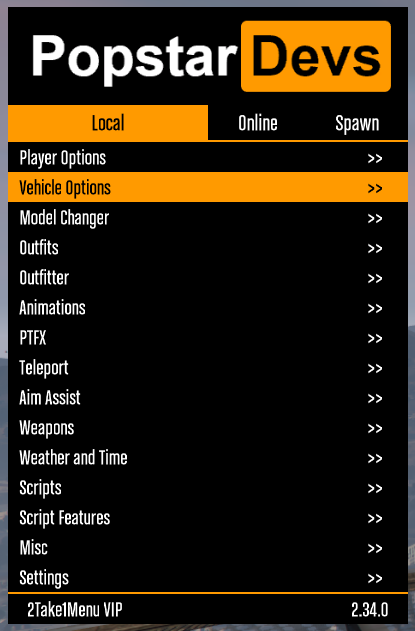 Popstar Devs
Local Online Spawn
Player Options >>
Vehicle Options >>
Model Changer >>
Outfits >>
Outfitter >>
Animations >>
PTFX >>
Teleport >>
Aim Assist >>
Weapons >>
Weather and Time >>
Scripts >>
Script Features >>
Misc >>
Settings >>
2Take1Menu VIP 2.34.0